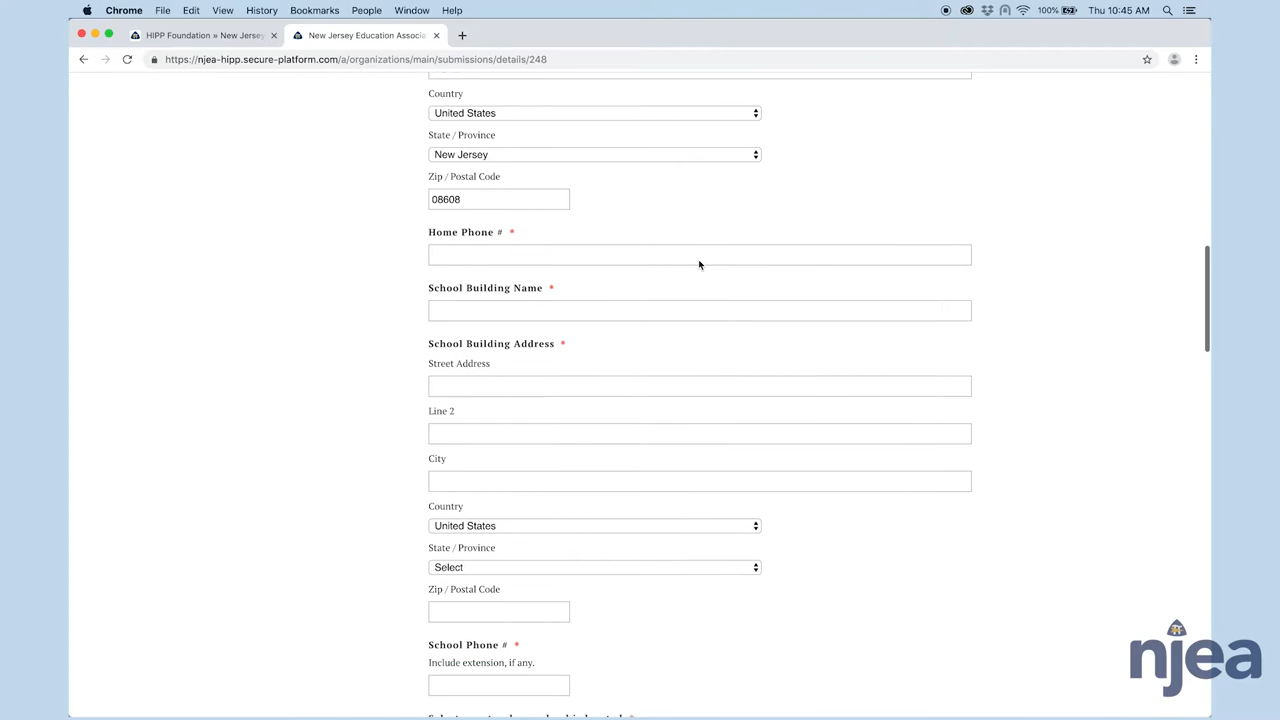 Chrome File Edit View History Bookmarks People Window Help 100% Thu 10:45 AM
HIPP Foundation » New Jersey New Jersey Education Associa
https://njea-hipp.secure-platform.com/a/organizations/main/submissions/details/248
Country
United States
State / Province
New Jersey
Zip / Postal Code
08608
Home Phone # *
School Building Name *
School Building Address *
Street Address
Line 2
City
Country
United States
State / Province
Select
Zip / Postal Code
School Phone # *
Include extension, if any.
njea